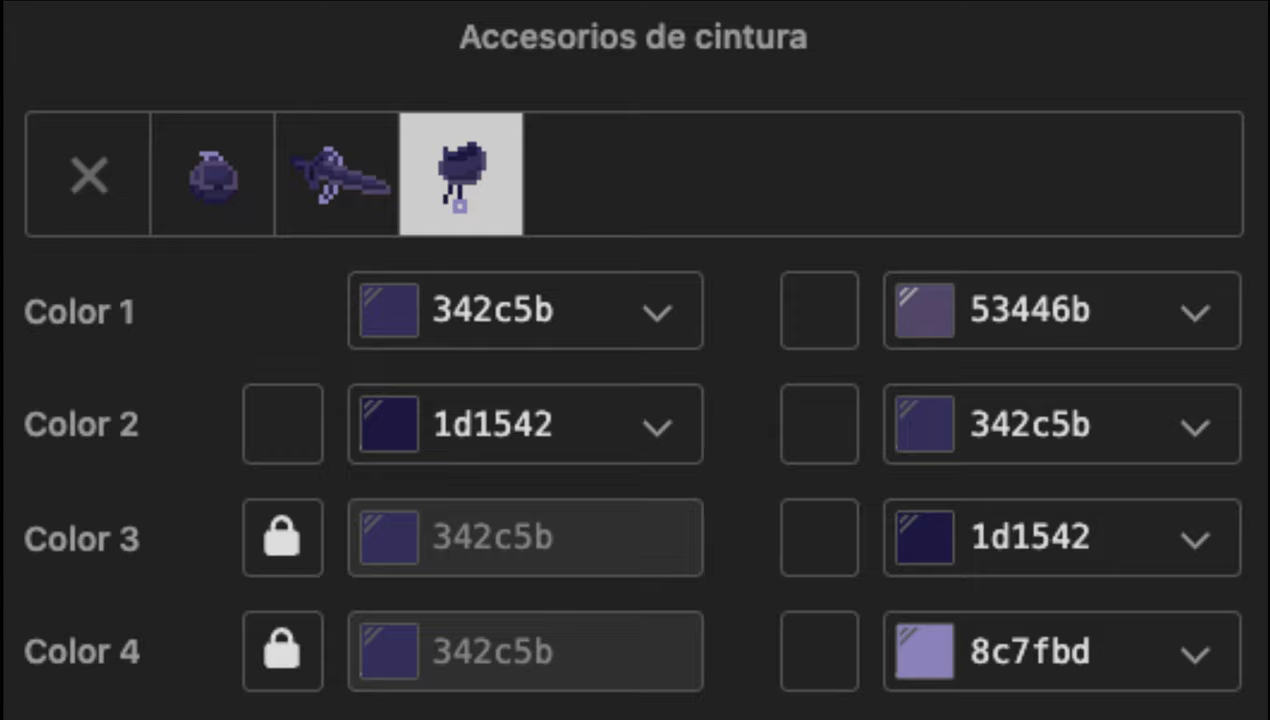 Accesorios de cintura
Color 1 342c5b 53446b
Color 2 1d1542 342c5b
Color 3 342c5b 1d1542
Color 4 342c5b 8c7fbd